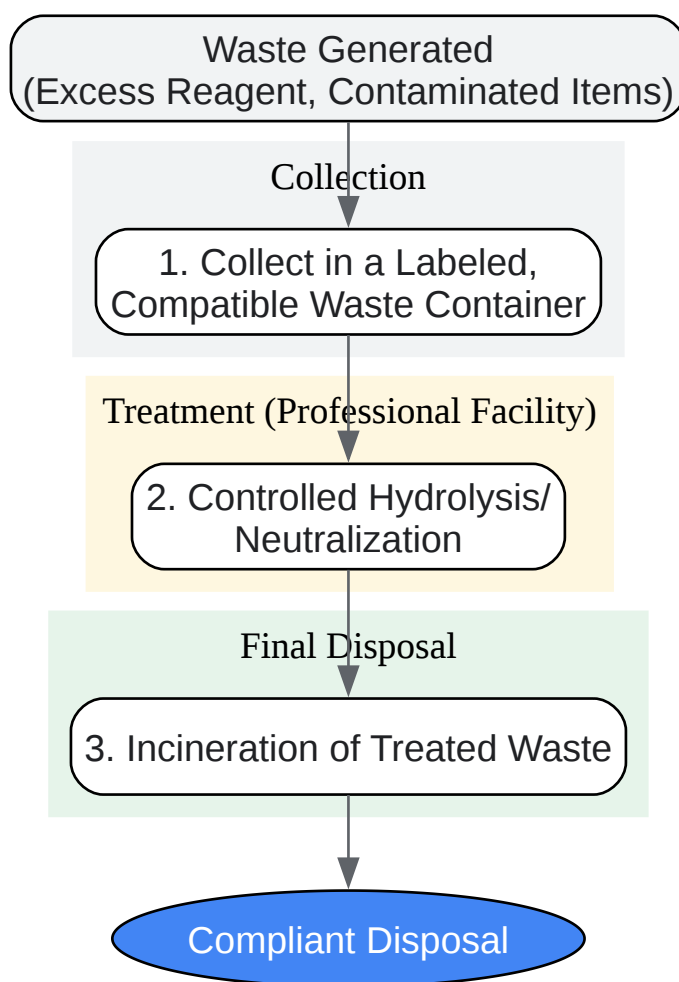 Waste Generated
(Excess Reagent, Contaminated Items)
Collection
1. Collect in a Labeled,
Compatible Waste Container
Treatment (Professional Facility)
2. Controlled Hydrolysis/
Neutralization
Final Disposal
3. Incineration of Treated Waste
Compliant Disposal